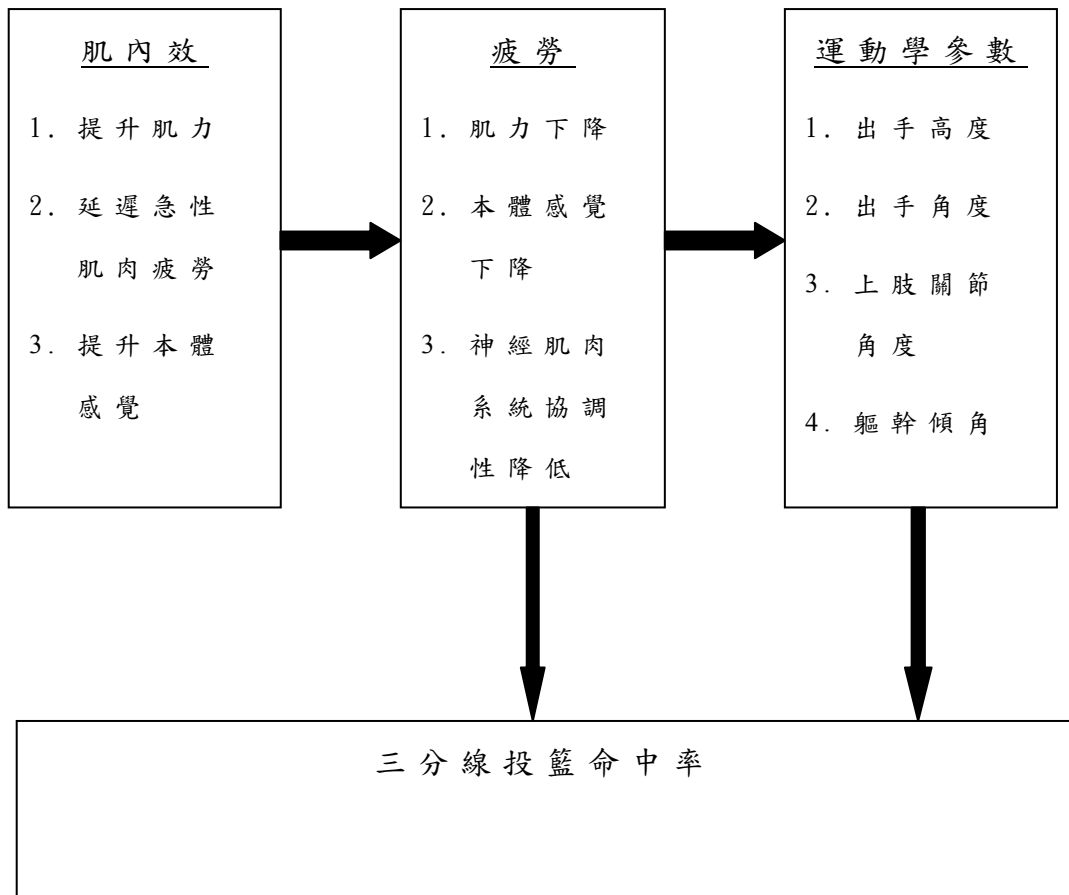 肌內效
1. 提升肌力
2. 延遲急性
肌肉疲勞
3. 提升本體
感覺
疲勞
1. 肌力下降
2. 本體感覺
下降
3. 神經肌肉
系統協調
性降低
運動學參數
1. 出手高度
2. 出手角度
3. 上肢關節
角度
4. 軀幹傾角
三分線投籃命中率